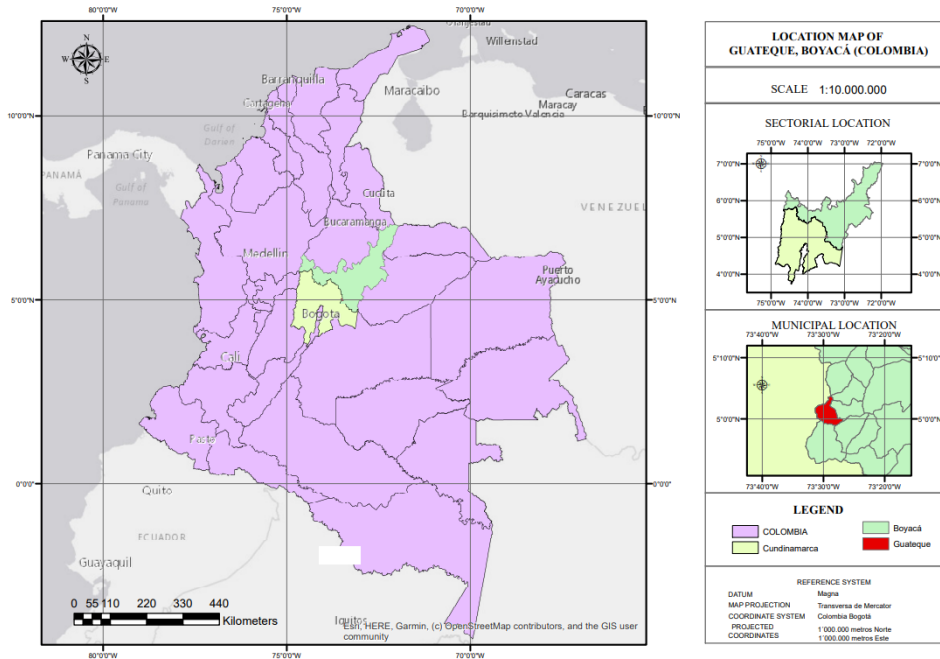 80°0'0"W 75°0'0"W 70°0'0"W
N
W E
S
Willemstad
Barranquilla
Maracaibo
Caracas
Maracay
Cartagena
Barquisimeto Valencia
10°0'0"N 10°0'0"N
Gulf of
Darien
Panama City
PANAMÁ
Gulf of
Panama
Cucuta
VENEZUEL
Bucaramanga
Medellin
Puerto
Ayacucho
5°0'0"N 5°0'0"N
Bogota
Cali
Pasto
0°0'0" 0°0'0"
Quito
ECUADOR
Guayaquil
0 55 110 220 330 440
Kilometers
Iquitos
Esri, HERE, Garmin, (c) OpenStreetMap contributors, and the GIS user
community
80°0'0"W 75°0'0"W 70°0'0"W
LOCATION MAP OF
GUATEQUE, BOYACÁ (COLOMBIA)
SCALE 1:10.000.000
SECTORIAL LOCATION
75°0'0"W 74°0'0"W 73°0'0"W 72°0'0"W
7°0'0"N 7°0'0"N
6°0'0"N 6°0'0"N
5°0'0"N 5°0'0"N
4°0'0"N 4°0'0"N
75°0'0"W 74°0'0"W 73°0'0"W 72°0'0"W
MUNICIPAL LOCATION
73°40'0"W 73°30'0"W 73°20'0"W
5°10'0"N 5°10'0"N
5°0'0"N 5°0'0"N
73°40'0"W 73°30'0"W 73°20'0"W
LEGEND
COLOMBIA Boyacá
Cundinamarca Guateque
REFERENCE SYSTEM
DATUM Magna
MAP PROJECTION Transversa de Mercator
COORDINATE SYSTEM Colombia Bogotá
PROJECTED 1´000.000 metros Norte
COORDINATES 1´000.000 metros Este